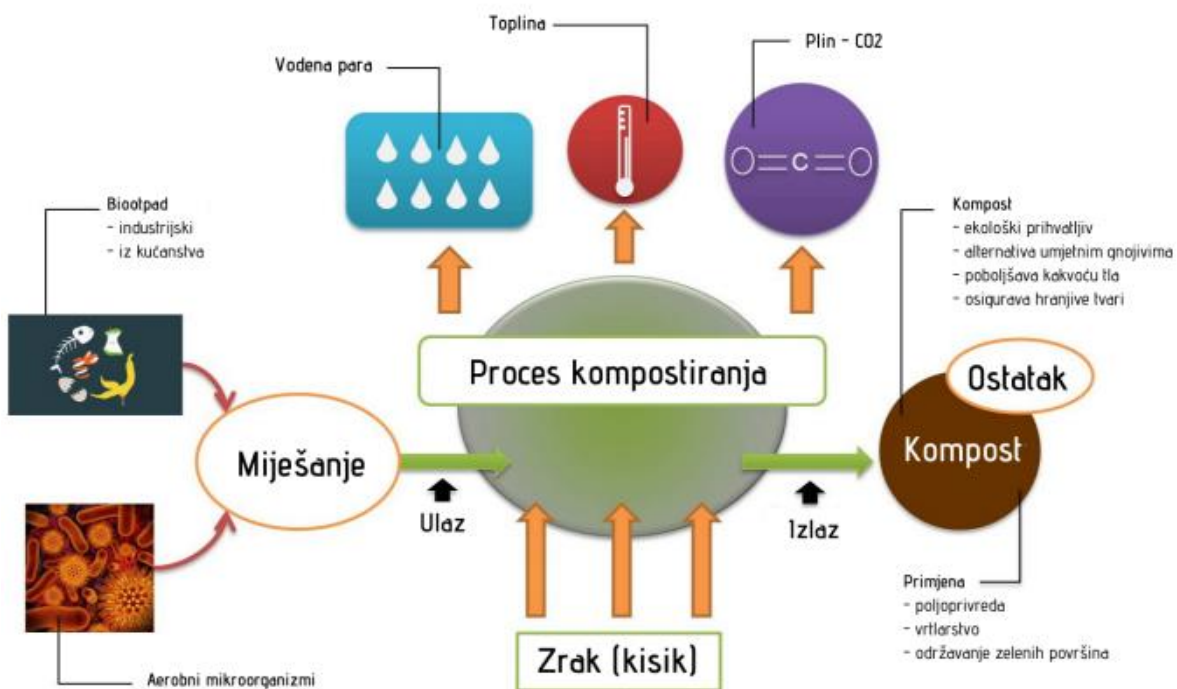 Toplina
Plin - CO2
Vodena para
O=C=O
Biootpad
- industrijski
- iz kućanstva
Kompost
- ekološki prihvatljiv
- alternativa umjetnim gnojivima
- poboljšava kakvoću tla
- osigurava hranjive tvari
Proces kompostiranja
Ostatak
Kompost
Miješanje
Ulaz
Izlaz
Primjena
- poljoprivreda
- vrtlarstvo
- održavanje zelenih površina
Zrak (kisik)
Aerobni mikroorganizmi